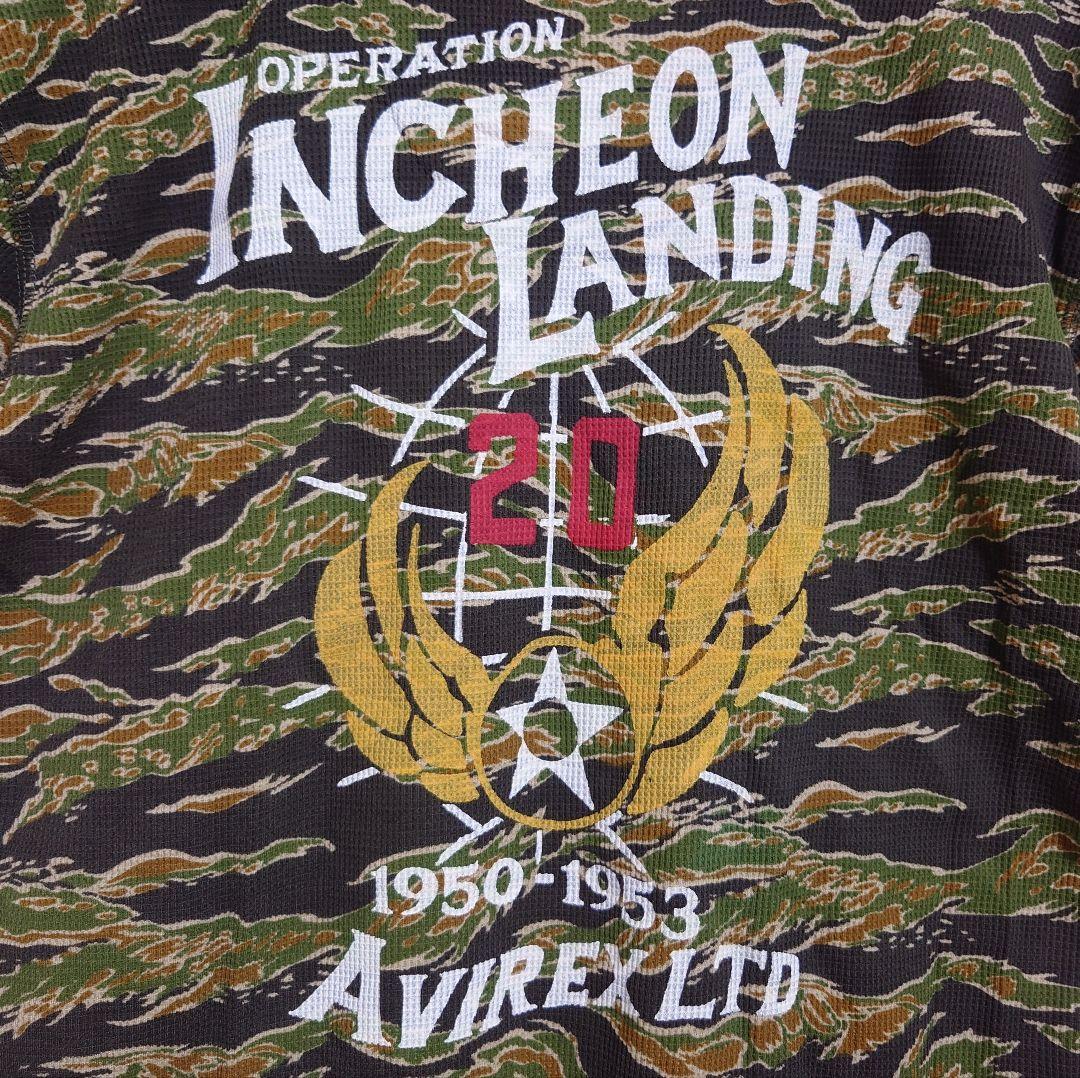 OPERATION
INCHEON
LANDING
20
1950-1953
AVIREX LTD